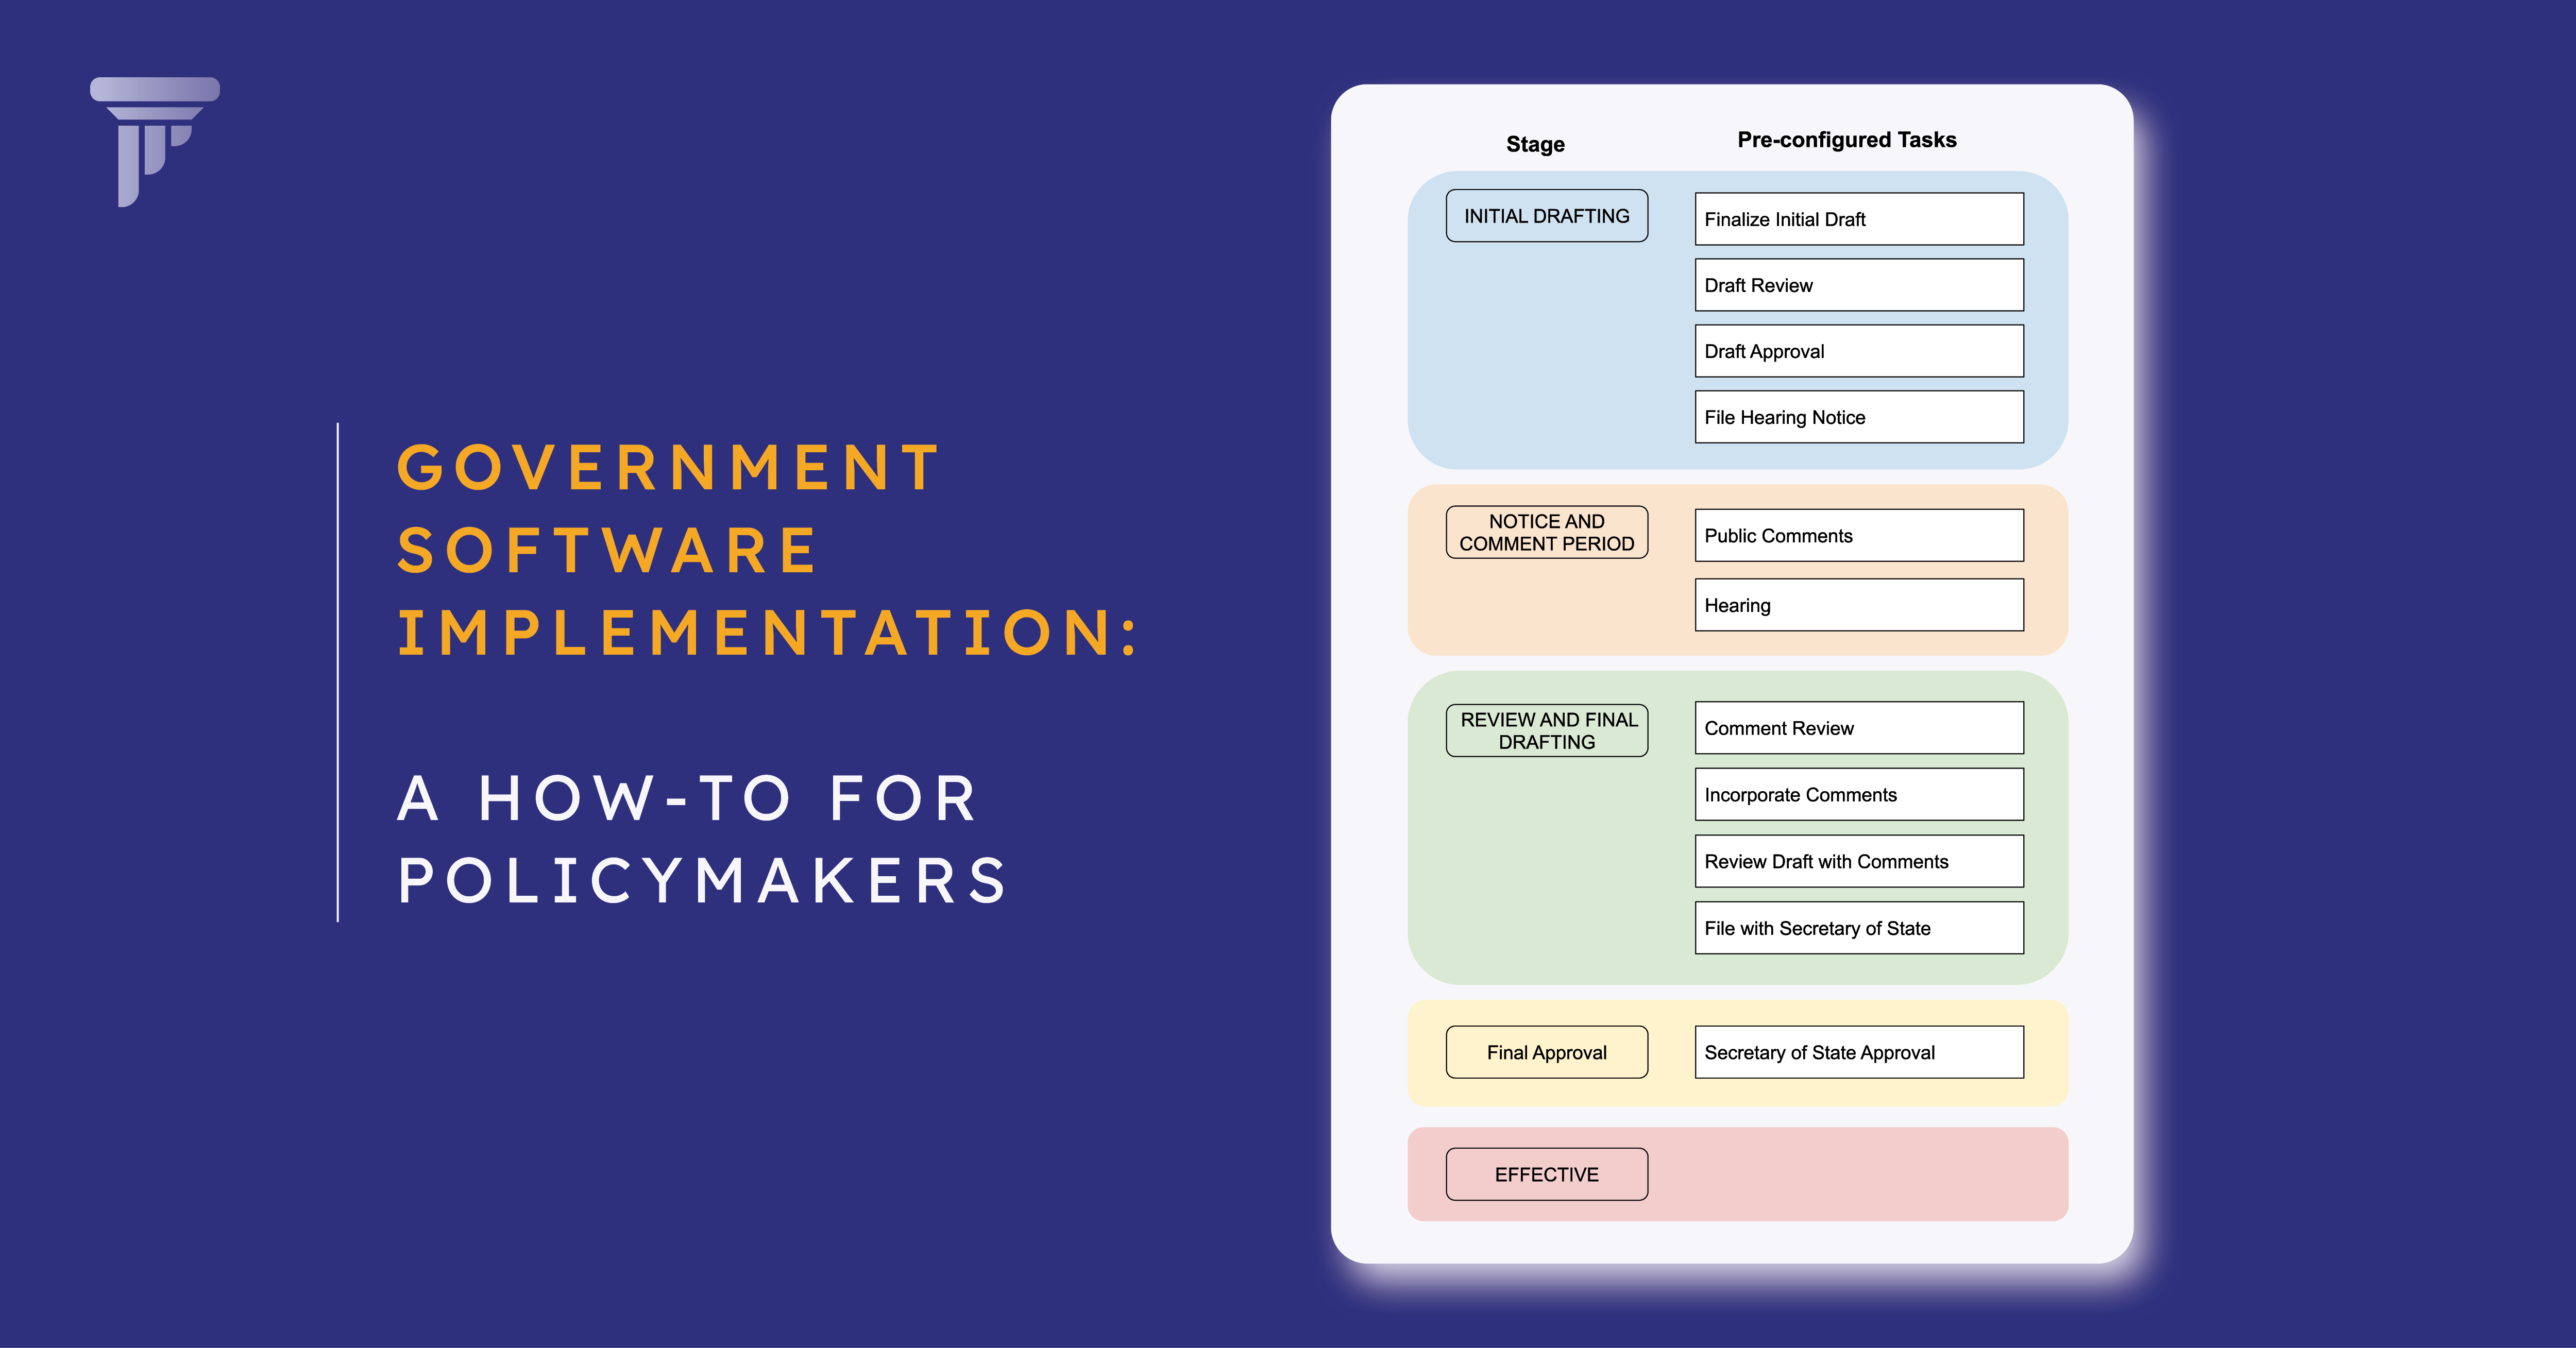 GOVERNMENT
SOFTWARE
IMPLEMENTATION:
A HOW-TO FOR
POLICYMAKERS
Stage
Pre-configured Tasks
INITIAL DRAFTING
Finalize Initial Draft
Draft Review
Draft Approval
File Hearing Notice
NOTICE AND
COMMENT PERIOD
Public Comments
Hearing
REVIEW AND FINAL
DRAFTING
Comment Review
Incorporate Comments
Review Draft with Comments
File with Secretary of State
Final Approval
Secretary of State Approval
EFFECTIVE